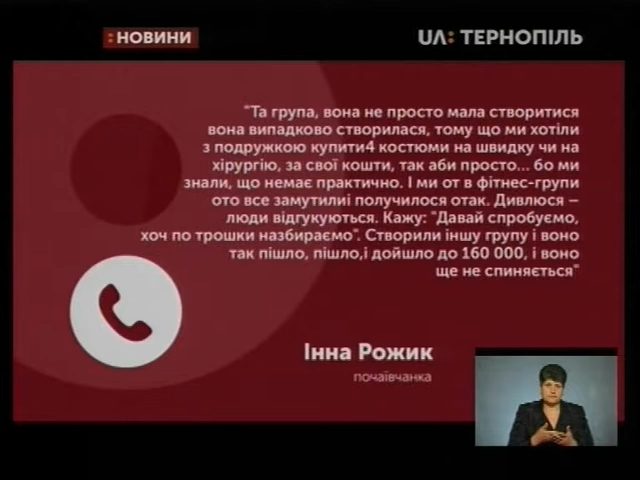 :НОВИНИ
UA: ТЕРНОПІЛЬ
"Та група, вона не просто мала створитися
вона випадково створилася, тому що ми хотіли
з подружкою купити4 костюми на швидку чи на
хірургію, за свої кошти, так аби просто... бо ми
знали, що немає практично. І ми от в фітнес-групи
ото все замутилиі получилося отак. Дивлюся –
люди відгукуються. Кажу: "Давай спробуємо,
хоч по трошки назбираємо". Створили іншу групу і воно
так пішло, пішло,і дойшло до 160 000, і воно
ще не спиняється"
Інна Рожик
почаївчанка